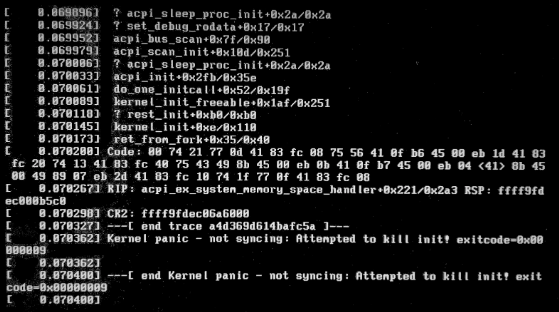 [    0.069896]  ? acpi_sleep_proc_init+0x2a/0x2a
[    0.069924]  ? set_debug_rodata+0x17/0x17
[    0.069952]  acpi_bus_scan+0x7f/0x90
[    0.069979]  acpi_scan_init+0x10d/0x251
[    0.070006]  ? acpi_sleep_proc_init+0x2a/0x2a
[    0.070033]  acpi_init+0x2fb/0x35e
[    0.070061]  do_one_initcall+0x52/0x19f
[    0.070089]  kernel_init_freeable+0x1af/0x251
[    0.070118]  ? rest_init+0xb0/0xb0
[    0.070145]  kernel_init+0xe/0x110
[    0.070173]  ret_from_fork+0x35/0x40
[    0.070200] Code: 00 74 21 77 0d 41 83 fc 08 75 56 41 0f b6 45 00 eb 1d 41 83
fc 20 74 13 41 83 fc 40 75 43 49 8b 45 00 eb 0b 41 0f b7 45 00 eb 04 <41> 8b 45
00 49 89 07 eb 2d 41 83 fc 10 74 1f 77 0f 41 83 fc 08
[    0.070267] RIP: acpi_ex_system_memory_space_handler+0x221/0x2a3 RSP: ffff9fd
ec000b5c0
[    0.070298] CR2: ffff9fdec06a6000
[    0.070327] ---[ end trace a4d369d614bafc5a ]---
[    0.070362] Kernel panic - not syncing: Attempted to kill init! exitcode=0x00
000009
[    0.070362]
[    0.070400] ---[ end Kernel panic - not syncing: Attempted to kill init! exit
code=0x00000009
[    0.070400]